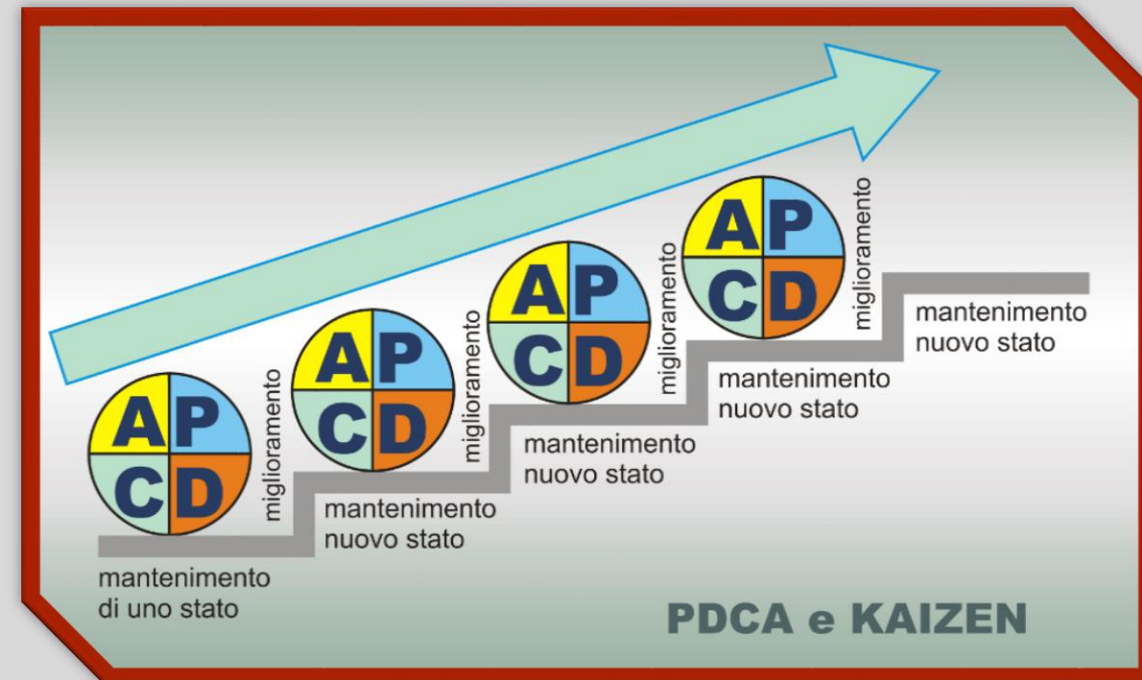 A P
C D
mantenimento
di uno stato
miglioramento
A P
C D
mantenimento
nuovo stato
miglioramento
A P
C D
mantenimento
nuovo stato
miglioramento
A P
C D
mantenimento
nuovo stato
miglioramento
mantenimento
nuovo stato
PDCA e KAIZEN